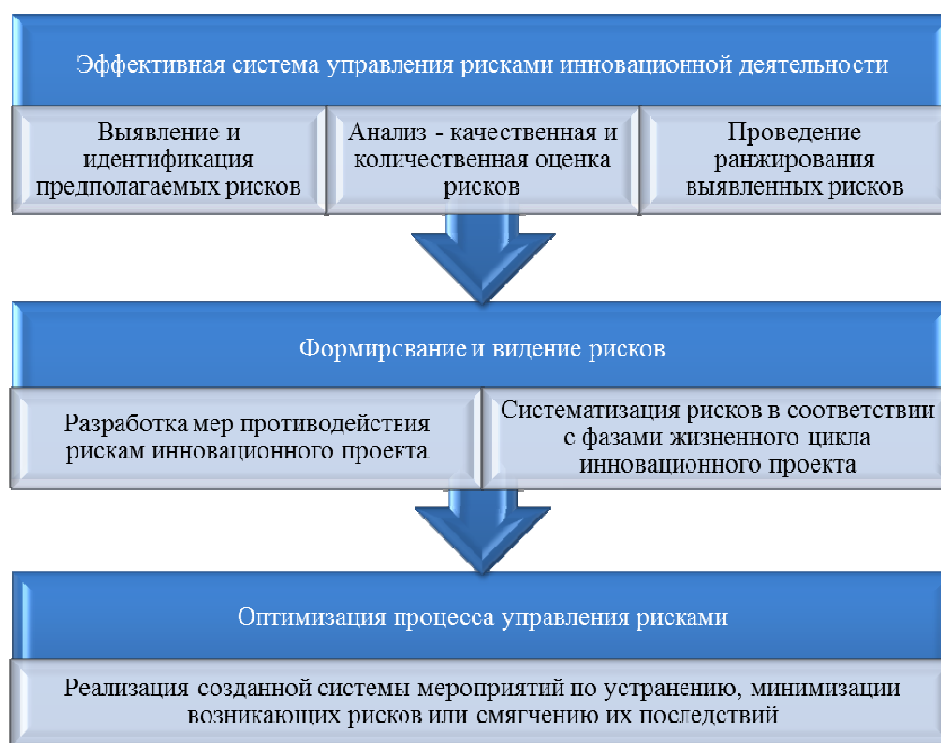 Эффективная система управления рисками инновационной деятельности
Выявление и
идентификация
предполагаемых рисков
Анализ - качественная и
количественная оценка
рисков
Проведение
ранжирования
выявленных рисков
Формирование и видение рисков
Разработка мер противодействия
рискам инновационного проекта
Систематизация рисков в соответствии
с фазами жизненного цикла
инновационного проекта
Оптимизация процесса управления рисками
Реализация созданной системы мероприятий по устранению, минимизации
возникающих рисков или смягчению их последствий